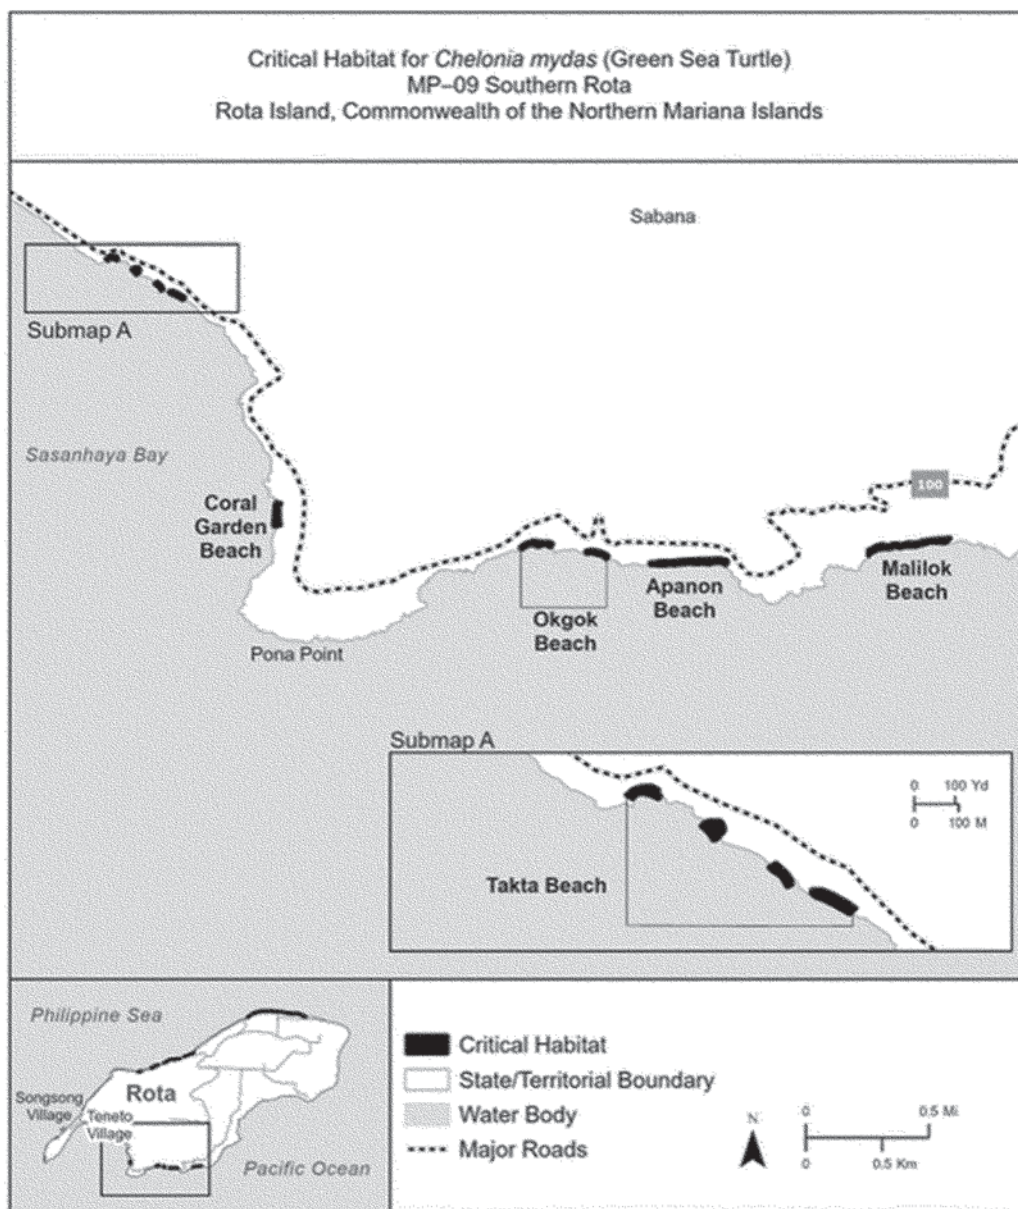 Critical Habitat for Chelonia mydas (Green Sea Turtle)
MP–09 Southern Rota
Rota Island, Commonwealth of the Northern Mariana Islands
Sabana
Submap A
Sasanhaya Bay
100
Coral
Garden
Beach
Malilok
Beach
Apanon
Beach
Okgok
Beach
Pona Point
Submap A
0 100 Yd
0 100 M
Takta Beach
Philippine Sea
Rota
Songsong
Village
Teneto
Village
Pacific Ocean
Critical Habitat
State/Territorial Boundary
Water Body
Major Roads
N
0 0.5 Mi
0 0.5 Km